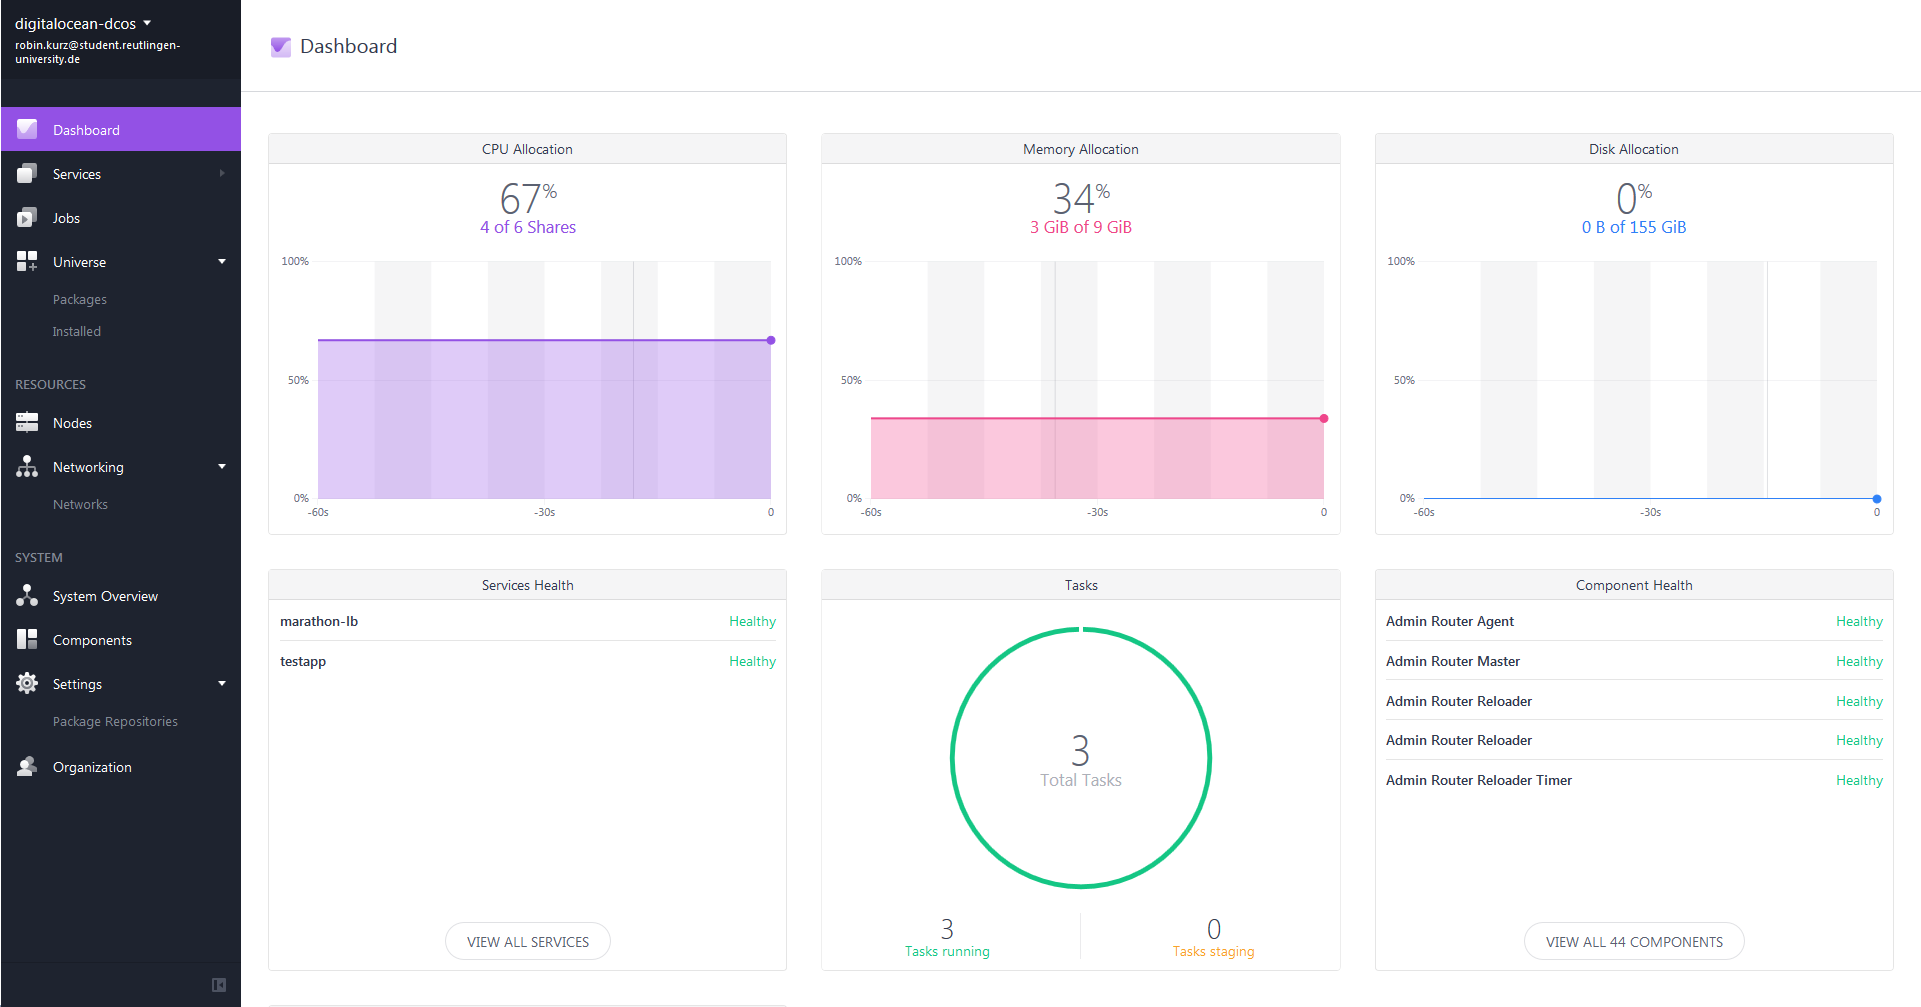 digitalocean-dcos
robin.kurz@student.reutlingen-
university.de
Dashboard
Services
Jobs
Universe
Packages
Installed
RESOURCES
Nodes
Networking
Networks
SYSTEM
System Overview
Components
Settings
Package Repositories
Organization
Dashboard
CPU Allocation
67%
4 of 6 Shares
100%
50%
0%
-60s -30s 0
Memory Allocation
34%
3 GiB of 9 GiB
100%
50%
0%
-60s -30s 0
Disk Allocation
0%
0 B of 155 GiB
100%
50%
0%
-60s -30s 0
Services Health
marathon-lb Healthy
testapp Healthy
VIEW ALL SERVICES
Tasks
3
Total Tasks
3
Tasks running
0
Tasks staging
Component Health
Admin Router Agent Healthy
Admin Router Master Healthy
Admin Router Reloader Healthy
Admin Router Reloader Healthy
Admin Router Reloader Timer Healthy
VIEW ALL 44 COMPONENTS